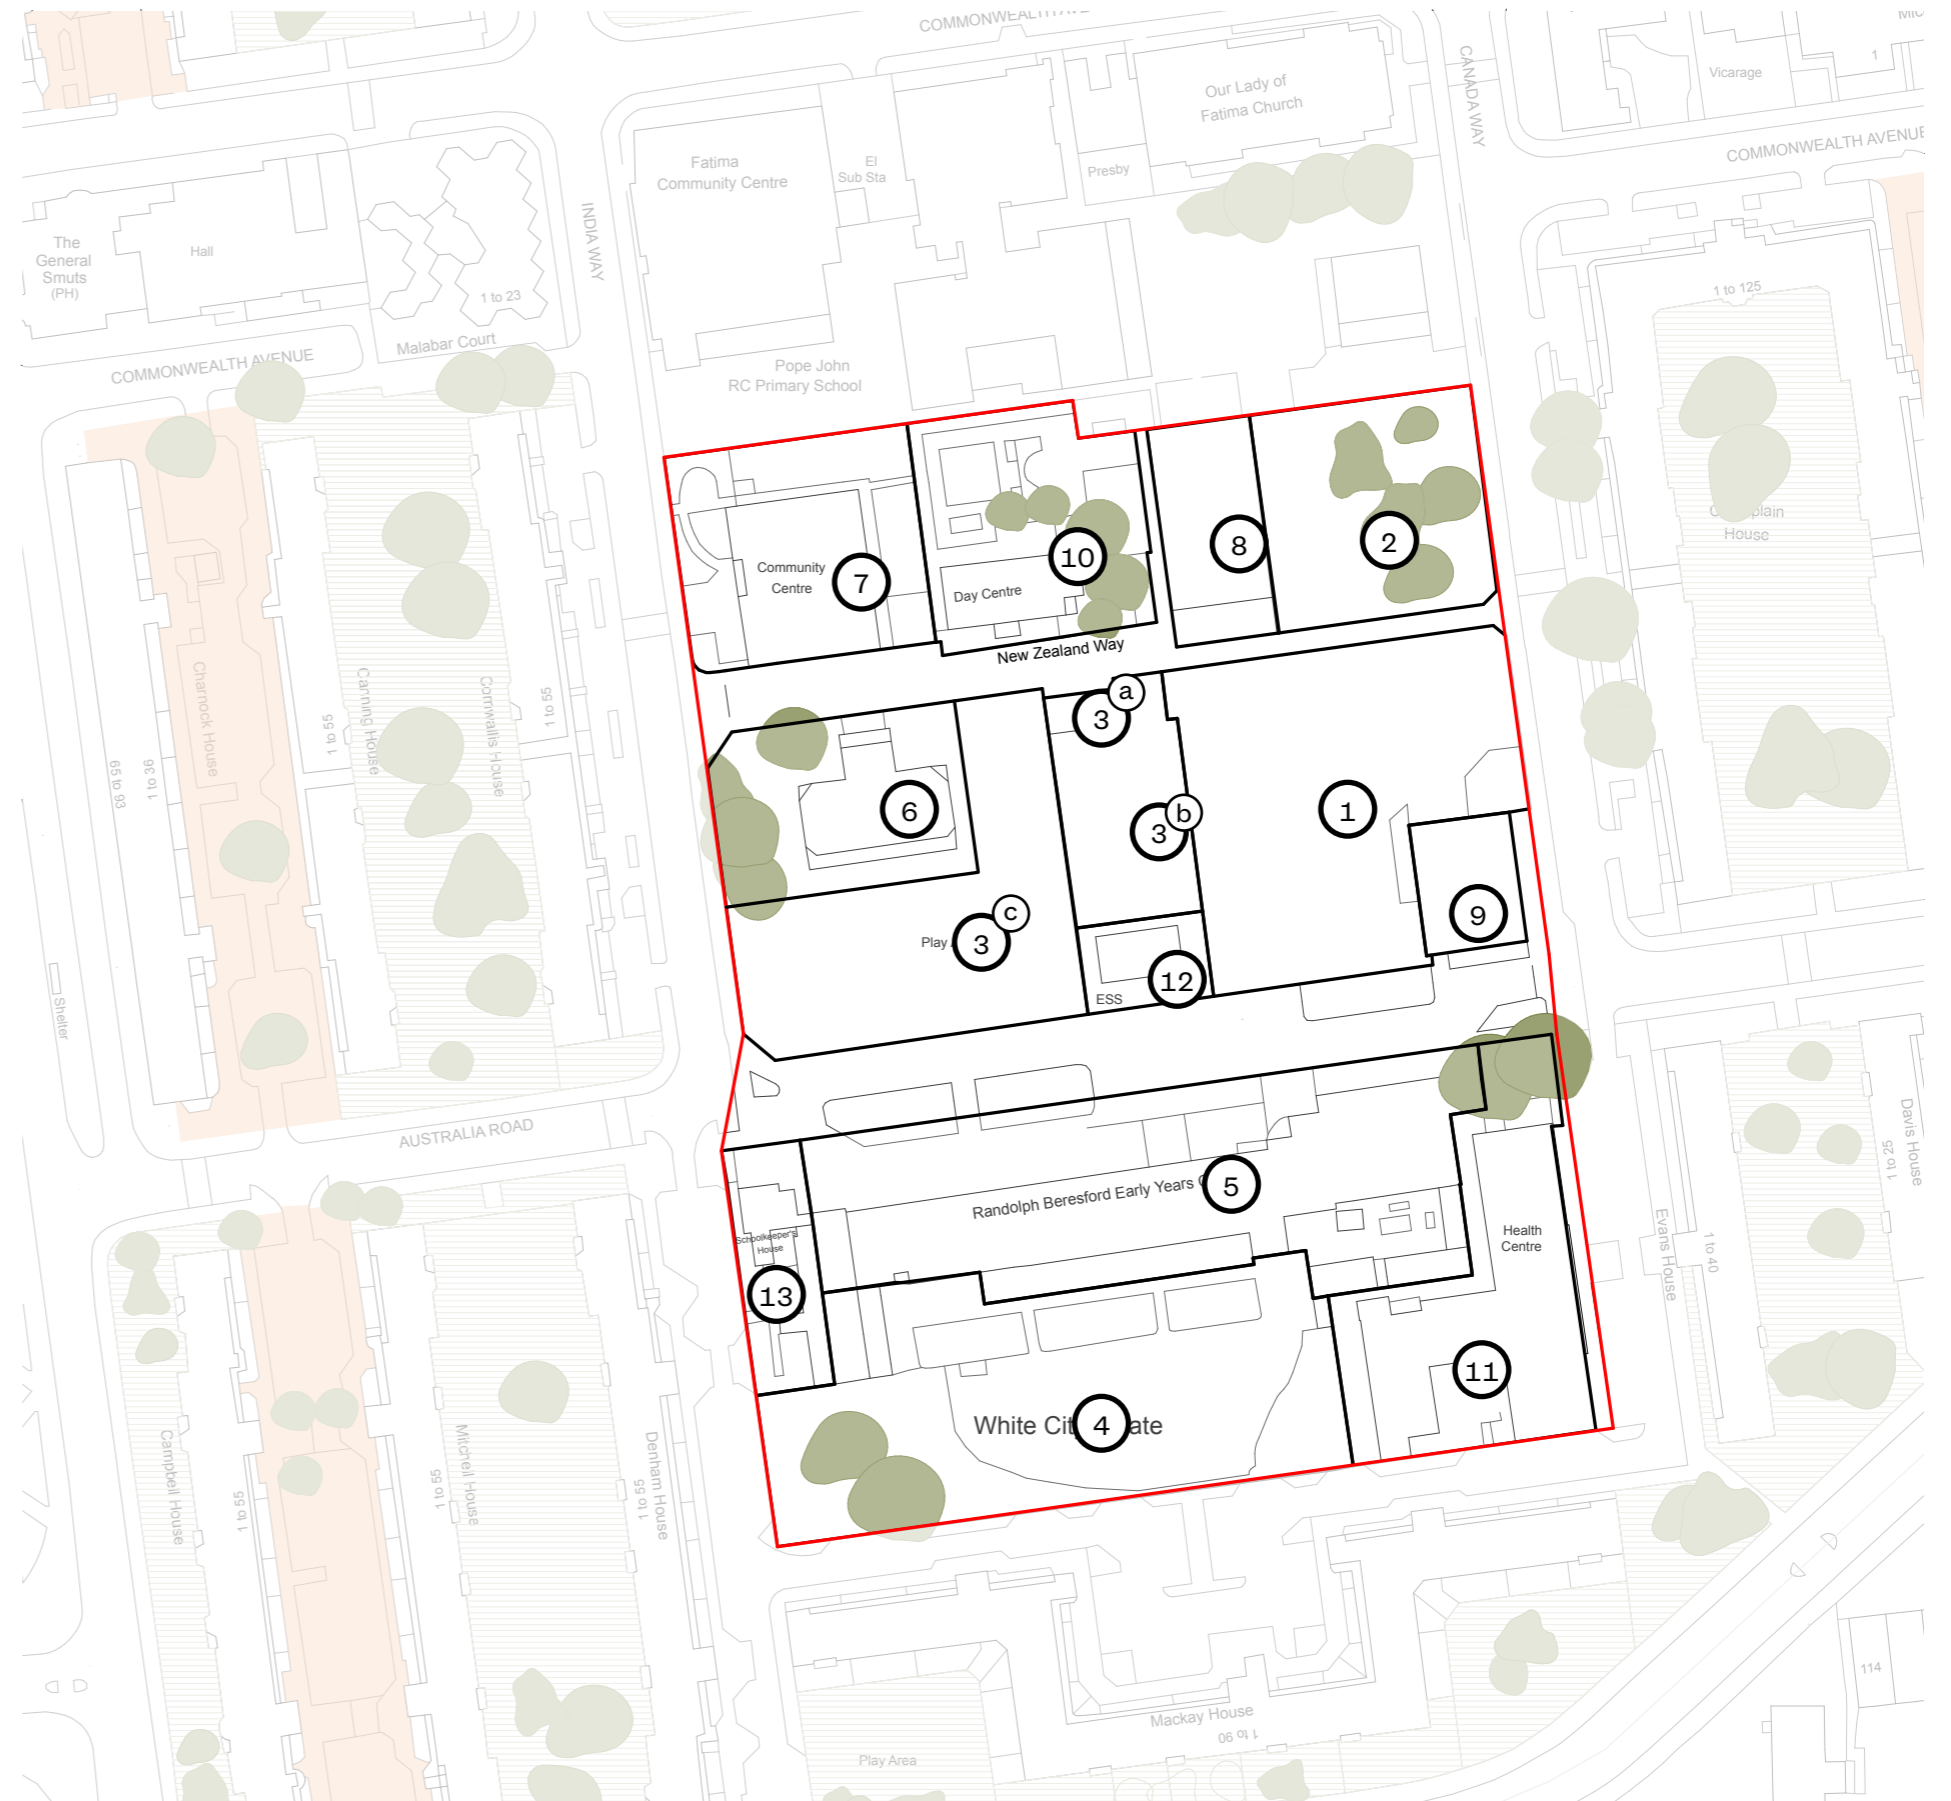 COMMONWEALTH AVE
CANADA WAY
Vicarage
1
Our Lady of
Fatima Church
COMMONWEALTH AVENUE
Fatima
Community Centre
El
Sub Sta
Presby
INDIA WAY
The
General
Smuts
(PH)
Hall
1 to 23
Malabar Court
COMMONWEALTH AVENUE
Pope John
RC Primary School
1 to 125
House
Community
Centre
7
10
Day Centre
8
2
New Zealand Way
3
a
3
b
3
c
Play
6
1
9
12
ESS
Charnock House
59 to 93
1 to 36
1 to 55
Canning House
Cornwallis House
1 to 55
Shelter
AUSTRALIA ROAD
Randolph Beresford Early Years
5
Schoolkeeper's
House
13
Health
Centre
11
White Cit
4
ate
Evans House
1 to 40
Davis House
1 to 25
Campbell House
1 to 55
1 to 55
Mitchell House
1 to 55
Denham House
Mackay House
1 to 90
Play Area
114